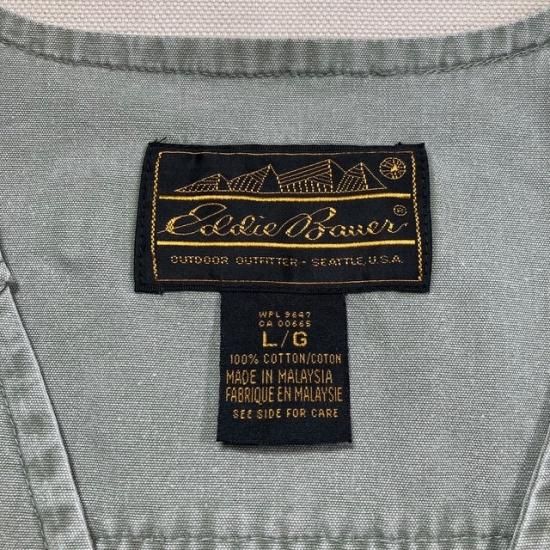 Eddie Bauer®
OUTDOOR OUTFITTER - SEATTLE, U.S.A.
WPL 9647
CA 00665
L/G
100% COTTON/COTON
MADE IN MALAYSIA
FABRIQUE EN MALAYSIE
SEE SIDE FOR CARE